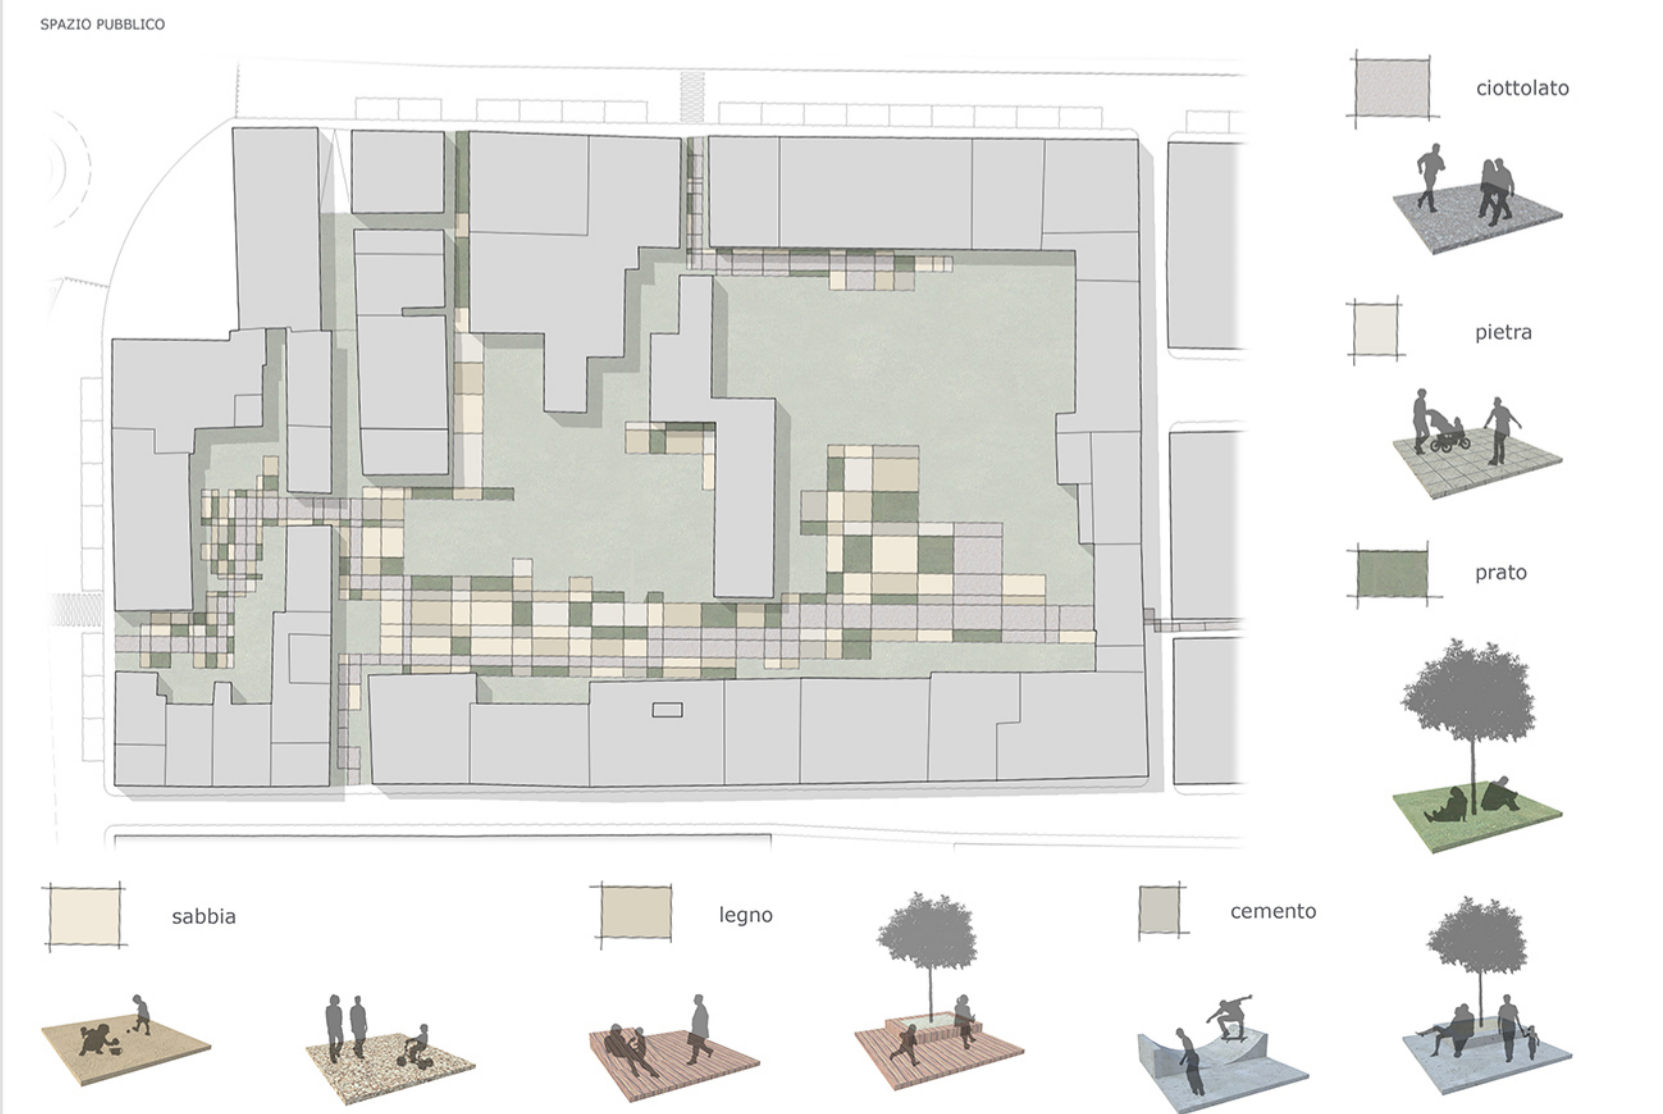 SPAZIO PUBBLICO
ciottolato
pietra
prato
sabbia
legno
cemento